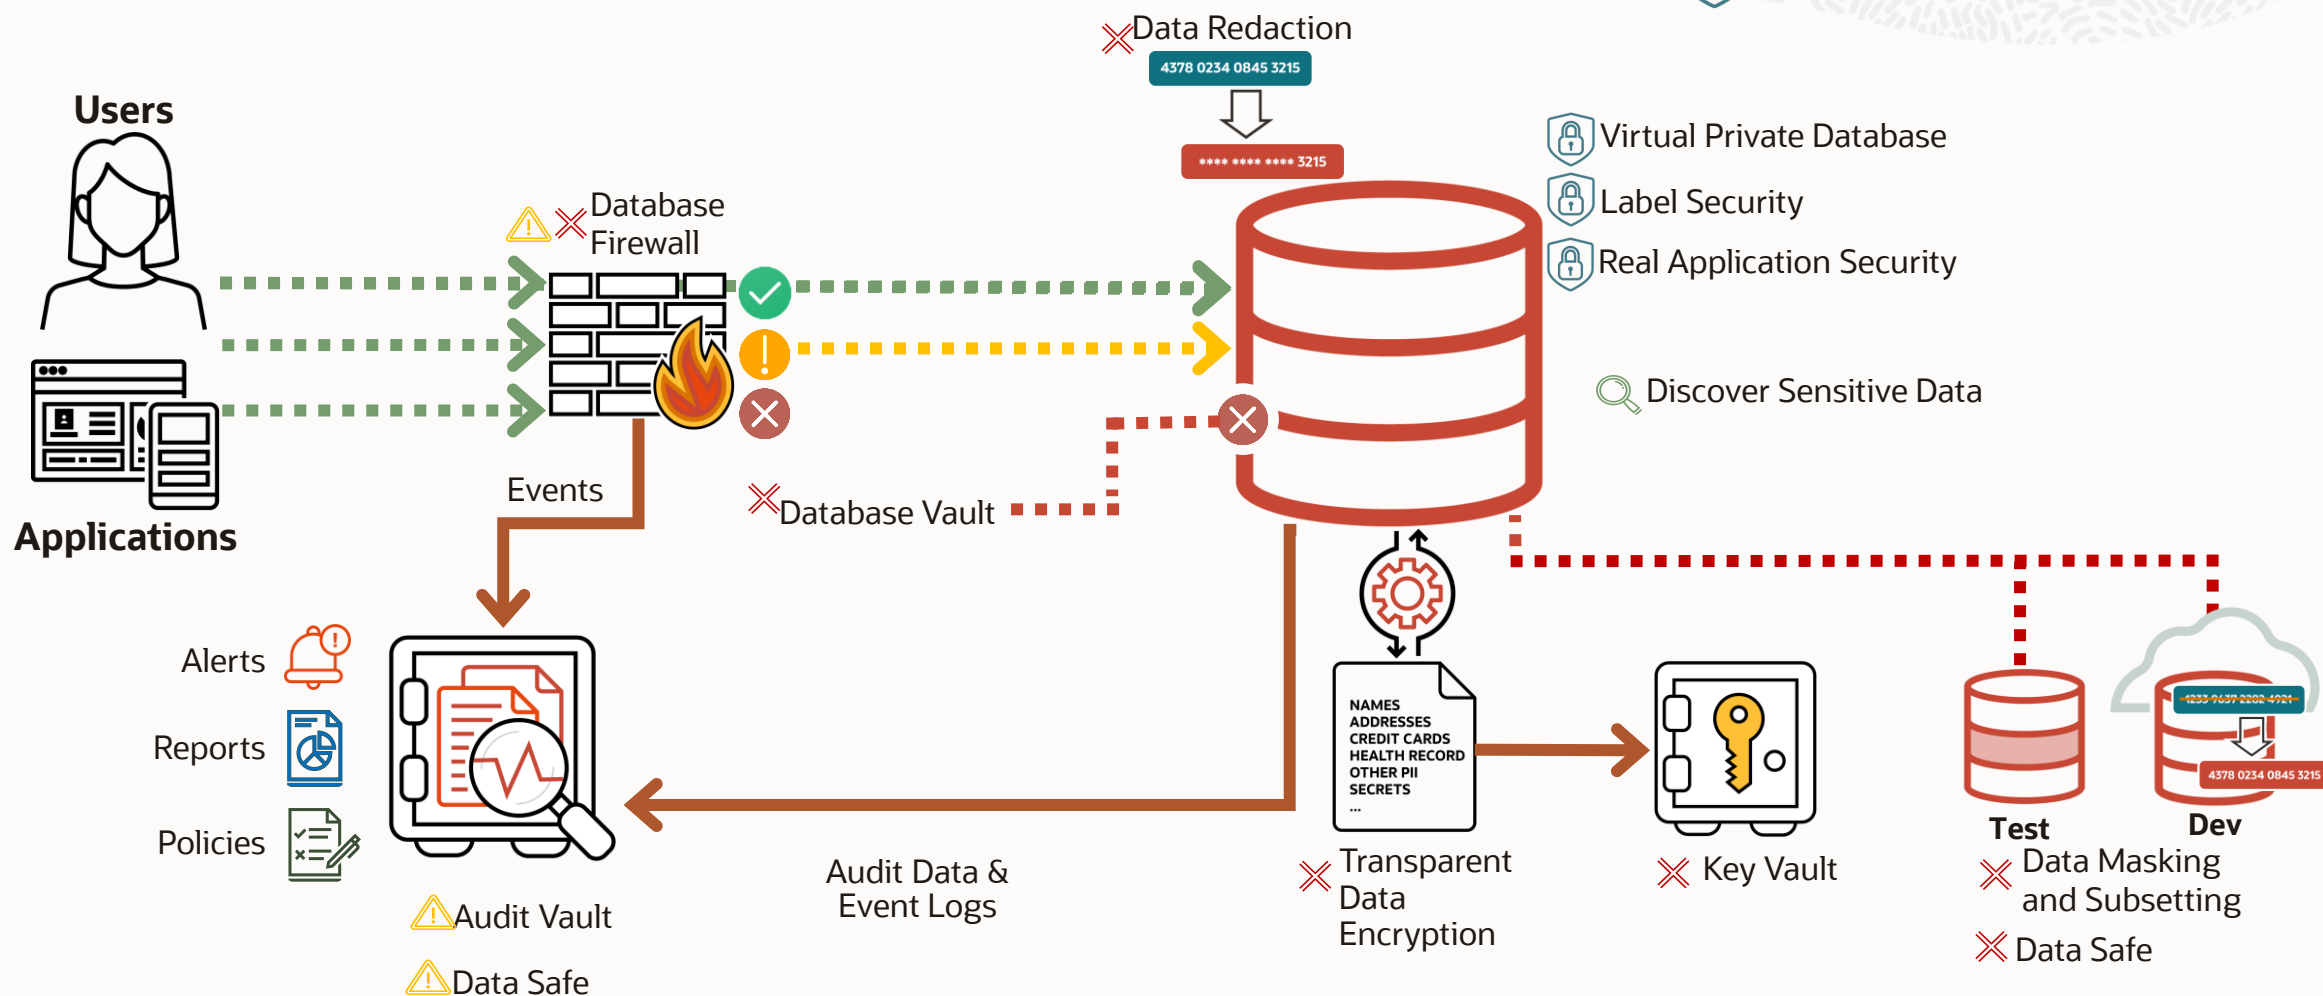 Data Redaction
4378 0234 0845 3215
**** **** **** 3215
Users
Applications
Database
Firewall
Virtual Private Database
Label Security
Real Application Security
Discover Sensitive Data
Events
Database Vault
Alerts
Reports
Policies
Audit Vault
Data Safe
Audit Data &
Event Logs
NAMES
ADDRESSES
CREDIT CARDS
HEALTH RECORD
OTHER PII
SECRETS
...
Transparent
Data
Encryption
Key Vault
Test
Dev
4378 0234 0845 3215
Data Masking
and Subsetting
Data Safe